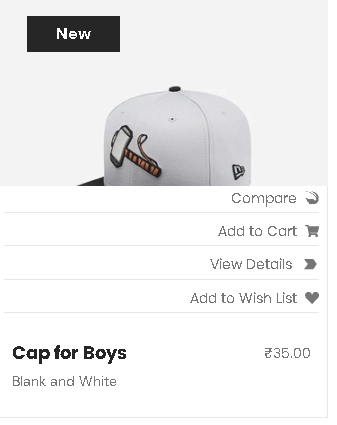 New
Compare
Add to Cart
View Details
Add to Wish List
Cap for Boys
₹35.00
Blank and White